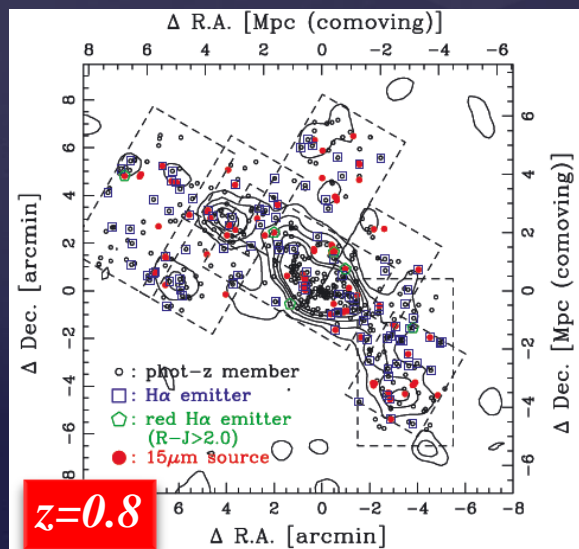 Δ R.A. [Mpc (comoving)]
8 6 4 2 0 -2 -4 -6
Δ Dec. [arcmin]
8
6
4
2
0
-2
-4
-6
-8
6
4
2
0
-2
-4
-6
Δ Dec. [Mpc (comoving)]
○ : phot-z member
□ : Hα emitter
⬠ : red Hα emitter
(R-J>2.0)
● : 15μm source
z=0.8
6 4 2 0 -2 -4 -6 -8
Δ R.A. [arcmin]